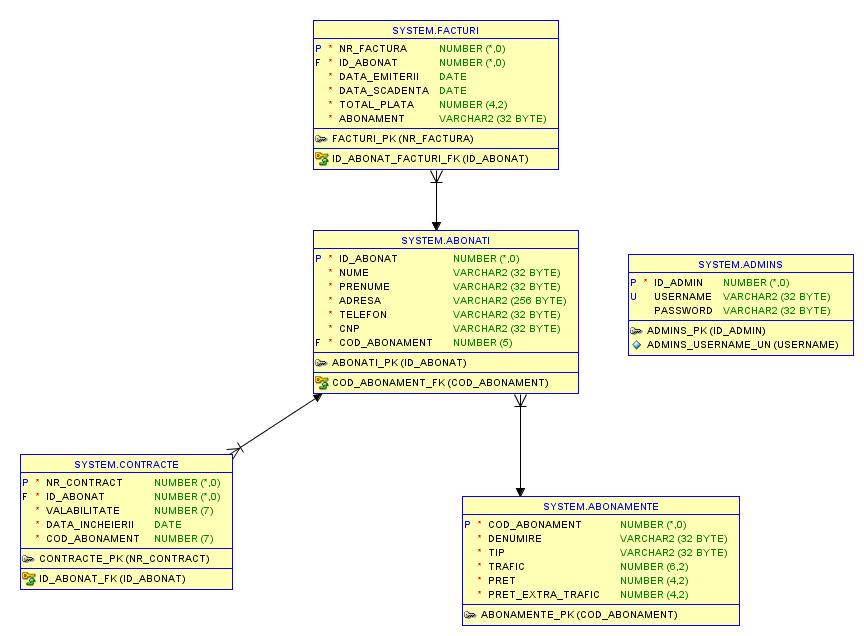 SYSTEM.FACTURI
P * NR_FACTURA NUMBER (*,0)
F * ID_ABONAT NUMBER (*,0)
* DATA_EMITERII DATE
* DATA_SCADENTA DATE
* TOTAL_PLATA NUMBER (4,2)
* ABONAMENT VARCHAR2 (32 BYTE)
FACTURI_PK (NR_FACTURA)
ID_ABONAT_FACTURI_FK (ID_ABONAT)
SYSTEM.ABONATI
P * ID_ABONAT NUMBER (*,0)
* NUME VARCHAR2 (32 BYTE)
* PRENUME VARCHAR2 (32 BYTE)
* ADRESA VARCHAR2 (256 BYTE)
* TELEFON VARCHAR2 (32 BYTE)
* CNP VARCHAR2 (32 BYTE)
F * COD_ABONAMENT NUMBER (5)
ABONATI_PK (ID_ABONAT)
COD_ABONAMENT_FK (COD_ABONAMENT)
SYSTEM.ADMINS
P * ID_ADMIN NUMBER (*,0)
U USERNAME VARCHAR2 (32 BYTE)
PASSWORD VARCHAR2 (32 BYTE)
ADMINS_PK (ID_ADMIN)
ADMINS_USERNAME_UN (USERNAME)
SYSTEM.CONTRACTE
P * NR_CONTRACT NUMBER (*,0)
F * ID_ABONAT NUMBER (*,0)
* VALABILITATE NUMBER (7)
* DATA_INCHEIERII DATE
* COD_ABONAMENT NUMBER (7)
CONTRACTE_PK (NR_CONTRACT)
ID_ABONAT_FK (ID_ABONAT)
SYSTEM.ABONAMENTE
P * COD_ABONAMENT NUMBER (*,0)
* DENUMIRE VARCHAR2 (32 BYTE)
* TIP VARCHAR2 (32 BYTE)
* TRAFIC NUMBER (6,2)
* PRET NUMBER (4,2)
* PRET_EXTRA_TRAFIC NUMBER (4,2)
ABONAMENTE_PK (COD_ABONAMENT)